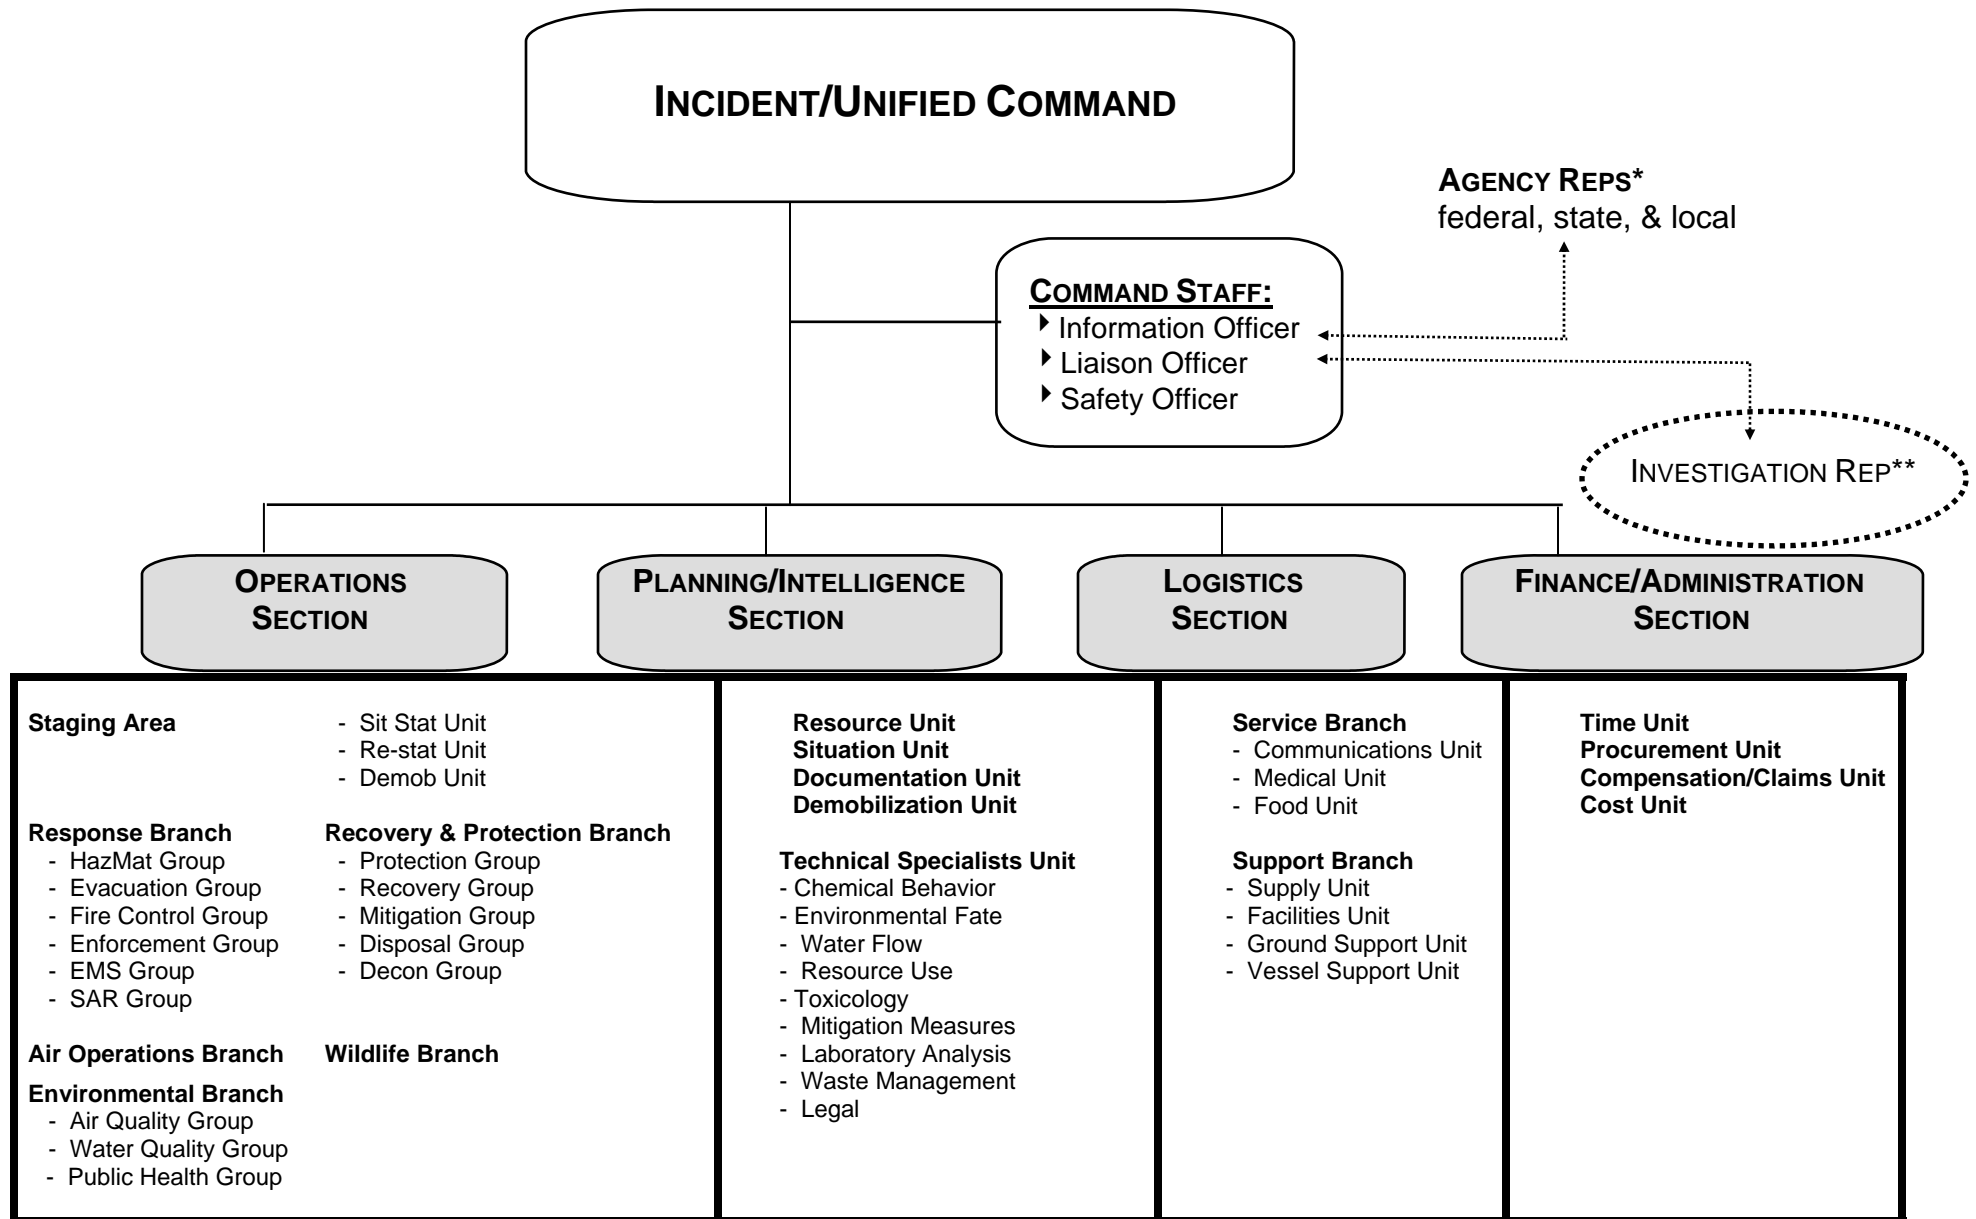 INCIDENT/UNIFIED COMMAND
AGENCY REPS*
federal, state, & local
COMMAND STAFF:
Information Officer
Liaison Officer
Safety Officer
INVESTIGATION REP**
OPERATIONS
SECTION
PLANNING/INTELLIGENCE
SECTION
LOGISTICS
SECTION
FINANCE/ADMINISTRATION
SECTION
Staging Area
- Sit Stat Unit
- Re-stat Unit
- Demob Unit
Response Branch
- HazMat Group
- Evacuation Group
- Fire Control Group
- Enforcement Group
- EMS Group
- SAR Group
Recovery & Protection Branch
- Protection Group
- Recovery Group
- Mitigation Group
- Disposal Group
- Decon Group
Air Operations Branch
Wildlife Branch
Environmental Branch
- Air Quality Group
- Water Quality Group
- Public Health Group
Resource Unit
Situation Unit
Documentation Unit
Demobilization Unit
Technical Specialists Unit
- Chemical Behavior
- Environmental Fate
- Water Flow
- Resource Use
- Toxicology
- Mitigation Measures
- Laboratory Analysis
- Waste Management
- Legal
Service Branch
- Communications Unit
- Medical Unit
- Food Unit
Support Branch
- Supply Unit
- Facilities Unit
- Ground Support Unit
- Vessel Support Unit
Time Unit
Procurement Unit
Compensation/Claims Unit
Cost Unit